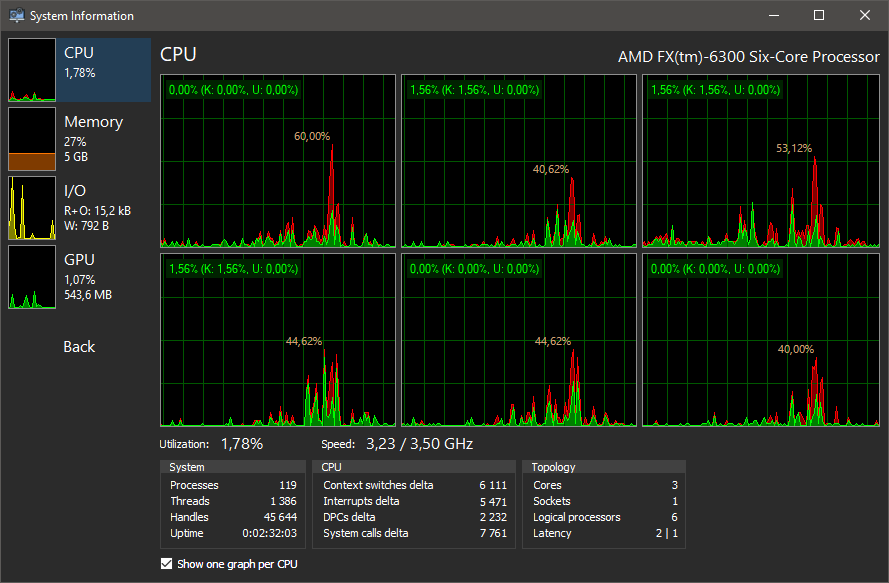 System Information
CPU
1,78%
Memory
27%
5 GB
I/O
R+O: 15,2 kB
W: 792 B
GPU
1,07%
543,6 MB
Back
CPU
AMD FX(tm)-6300 Six-Core Processor
0,00% (K: 0,00%, U: 0,00%)
60,00%
1,56% (K: 1,56%, U: 0,00%)
40,62%
1,56% (K: 1,56%, U: 0,00%)
53,12%
1,56% (K: 1,56%, U: 0,00%)
44,62%
0,00% (K: 0,00%, U: 0,00%)
44,62%
0,00% (K: 0,00%, U: 0,00%)
40,00%
Utilization: 1,78% Speed: 3,23 / 3,50 GHz
System
Processes 119
Threads 1 386
Handles 45 644
Uptime 0:02:32:03
CPU
Context switches delta 6 111
Interrupts delta 5 471
DPCs delta 2 232
System calls delta 7 761
Topology
Cores 3
Sockets 1
Logical processors 6
Latency 2 | 1
Show one graph per CPU